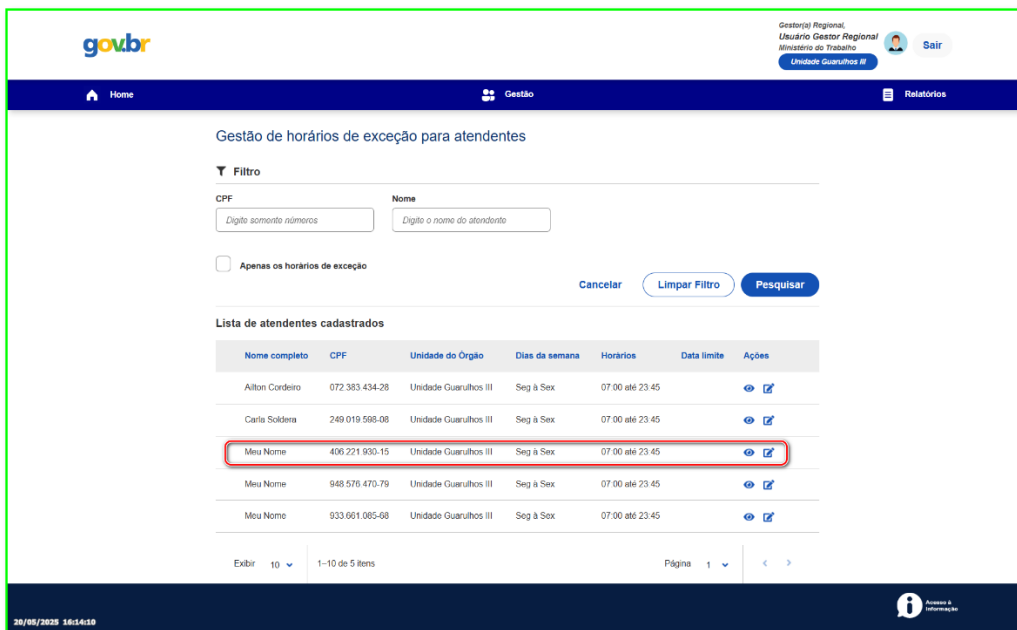 gov.br
Gestor(a) Regional,
Usuário Gestor Regional
Ministério do Trabalho
Unidade Guarulhos III
Sair
Home
Gestão
Relatórios
Gestão de horários de exceção para atendentes
Filtro
CPF Nome
Digite somente números Digite o nome do atendente
Apenas os horários de exceção
Cancelar Limpar Filtro Pesquisar
Lista de atendentes cadastrados
Nome completo CPF Unidade do Órgão Dias da semana Horários Data limite Ações
Ailton Cordeiro 072.383.434-28 Unidade Guarulhos III Seg à Sex 07:00 até 23:45
Carla Soldera 249.019.598-08 Unidade Guarulhos III Seg à Sex 07:00 até 23:45
Meu Nome 406.221.930-15 Unidade Guarulhos III Seg à Sex 07:00 até 23:45
Meu Nome 948.576.470-79 Unidade Guarulhos III Seg à Sex 07:00 até 23:45
Meu Nome 933.661.085-68 Unidade Guarulhos III Seg à Sex 07:00 até 23:45
Exibir 10 1–10 de 5 itens Página 1
Acesso à
Informação
20/05/2025 16:14:10